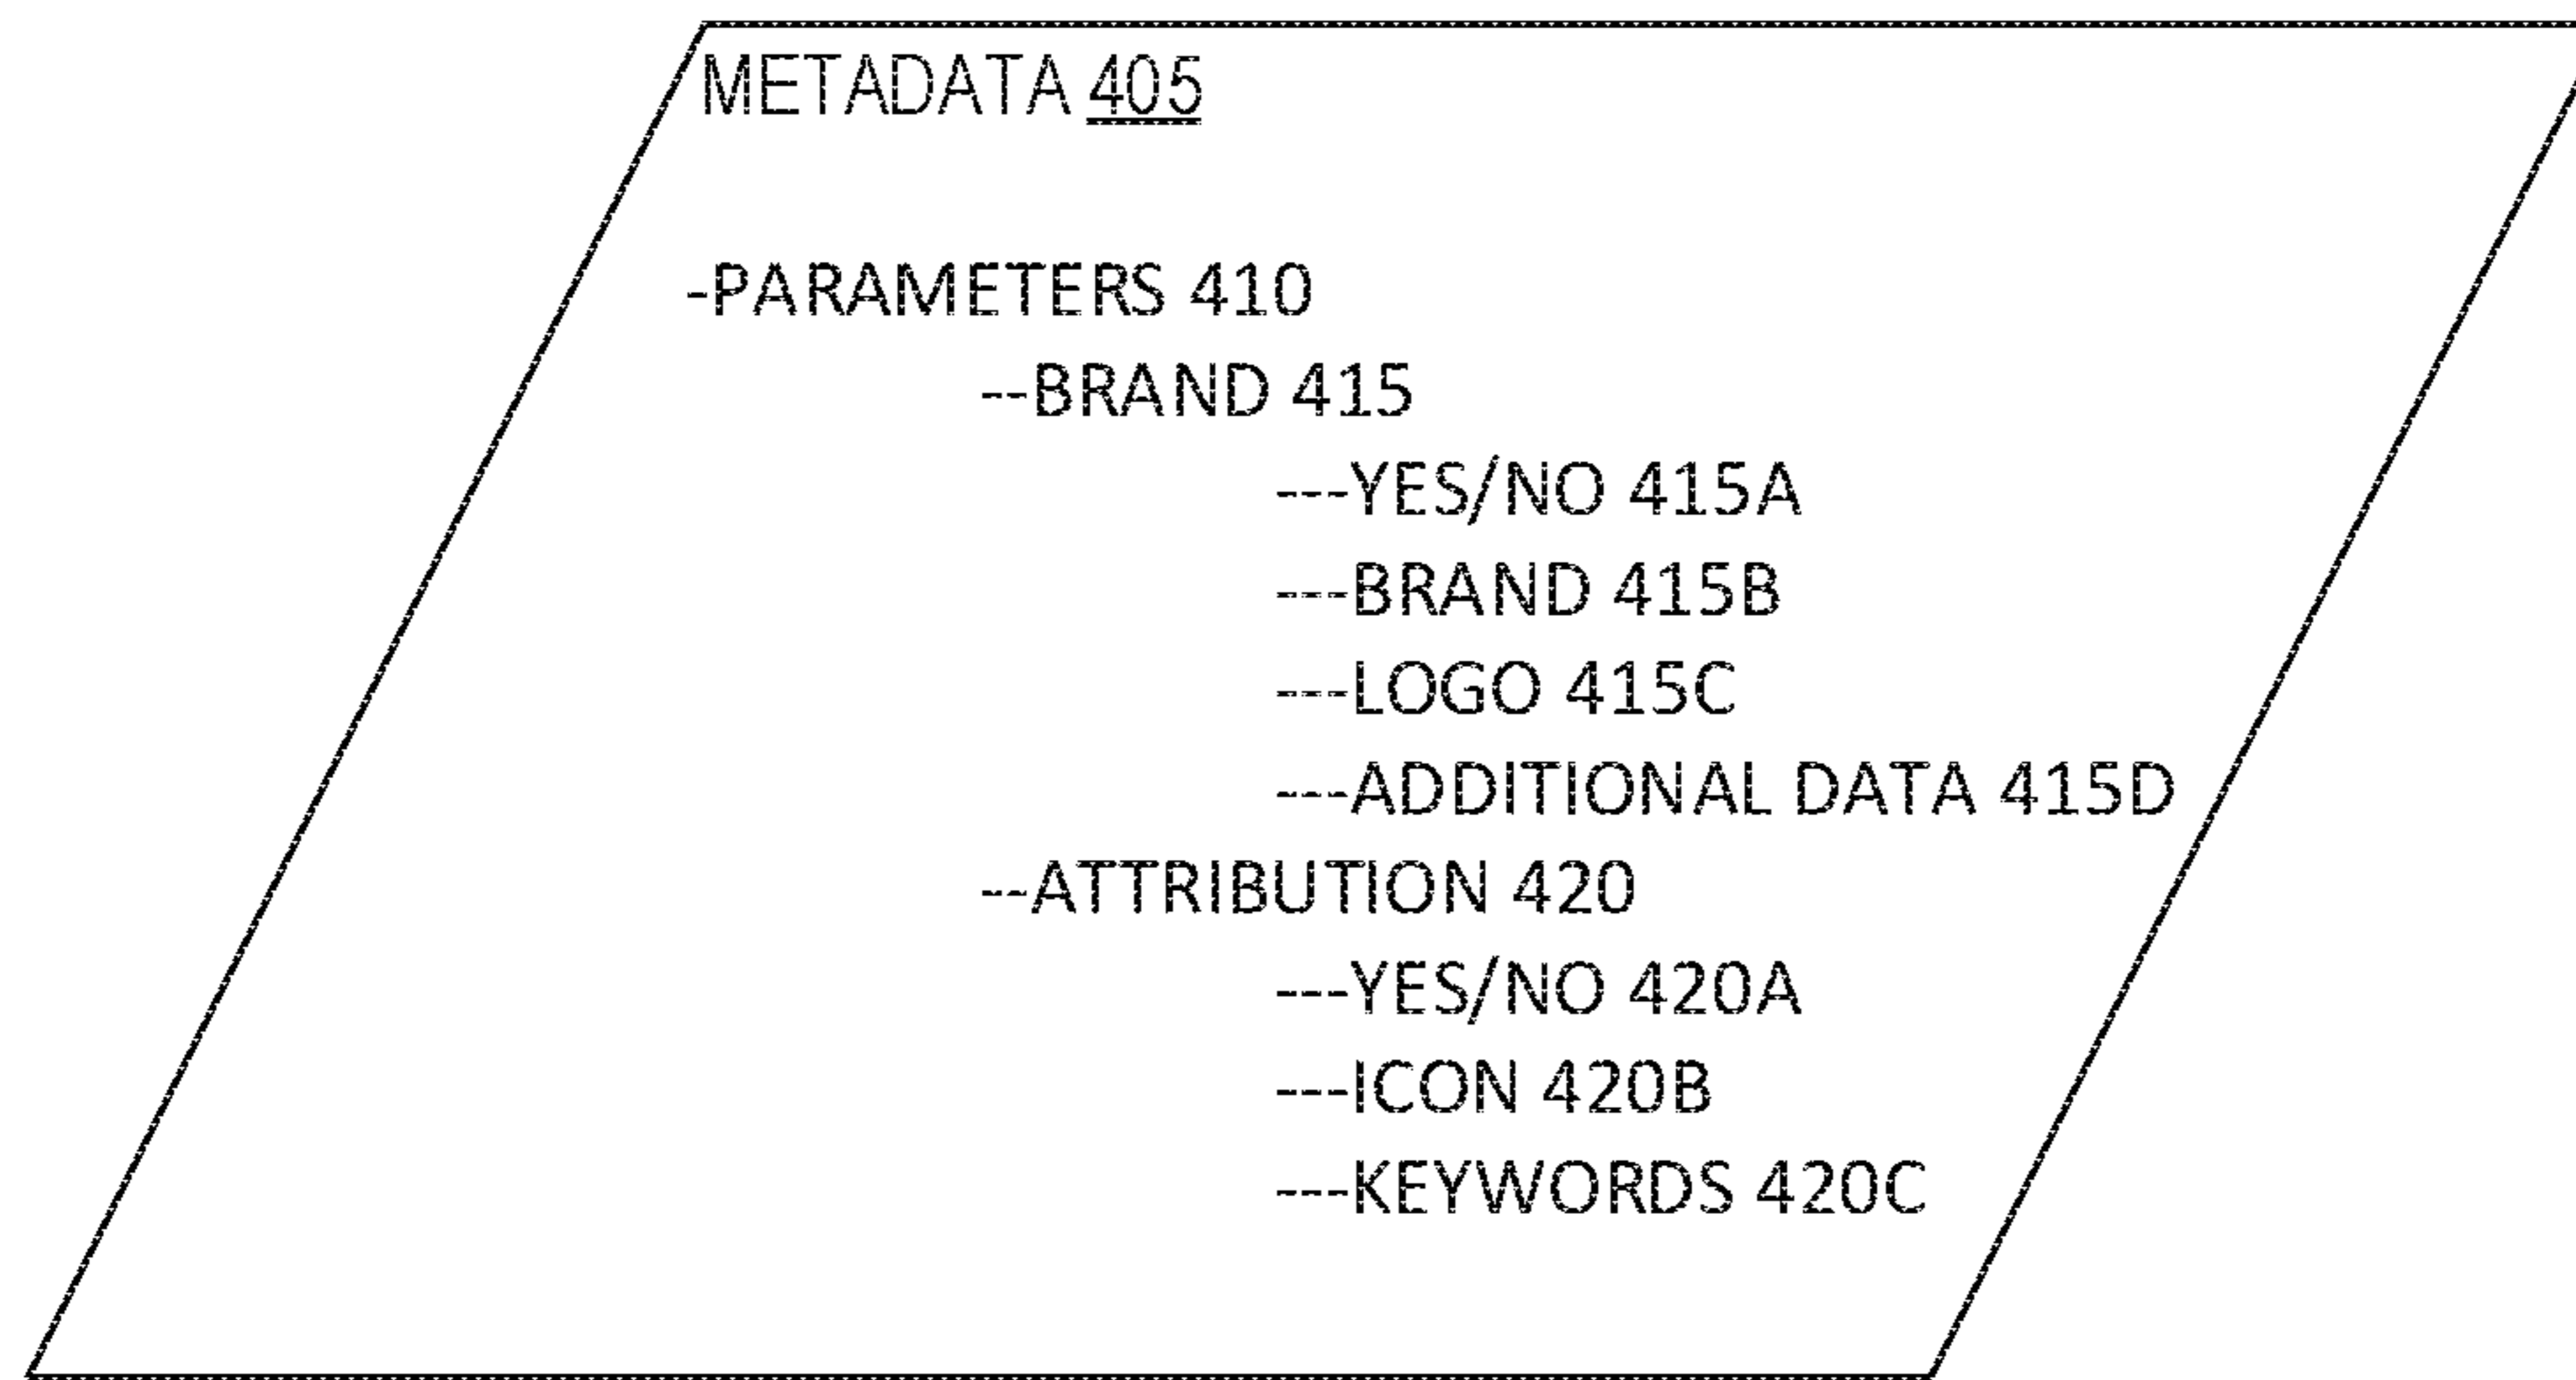 METADATA 405
-PARAMETERS 410
--BRAND 415
---YES/NO 415A
---BRAND 415B
---LOGO 415C
---ADDITIONAL DATA 415D
--ATTRIBUTION 420
---YES/NO 420A
---ICON 420B
---KEYWORDS 420C